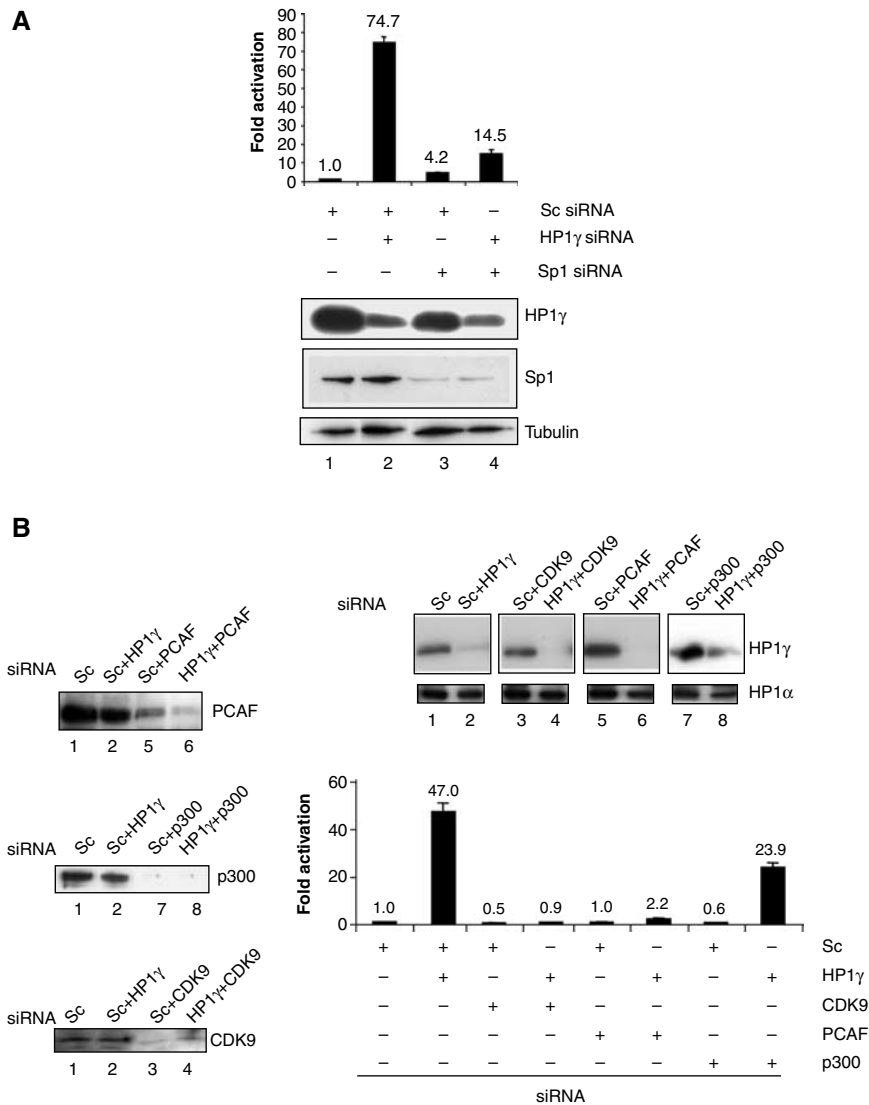 A
Fold activation
90
80
70
60
50
40
30
20
10
0
1.0
74.7
4.2
14.5
+ + + – Sc siRNA
– + – + HP1γ siRNA
– – + + Sp1 siRNA
HP1γ
Sp1
Tubulin
1 2 3 4
B
siRNA
Sc
Sc+HP1γ
Sc+PCAF
HP1γ+PCAF
PCAF
1 2 5 6
siRNA
Sc
Sc+HP1γ
Sc+p300
HP1γ+p300
p300
1 2 7 8
siRNA
Sc
Sc+HP1γ
Sc+CDK9
HP1γ+CDK9
CDK9
1 2 3 4
siRNA
Sc
Sc+HP1γ
Sc+CDK9
HP1γ+CDK9
Sc+PCAF
HP1γ+PCAF
Sc+p300
HP1γ+p300
HP1γ
HP1α
1 2 3 4 5 6 7 8
Fold activation
60
40
20
0
1.0
47.0
0.5
0.9
1.0
2.2
0.6
23.9
+ + + – + – + – Sc
– + – + – + – + HP1γ
– – + + – – – – CDK9
– – – – + + – – PCAF
– – – – – – + + p300
siRNA